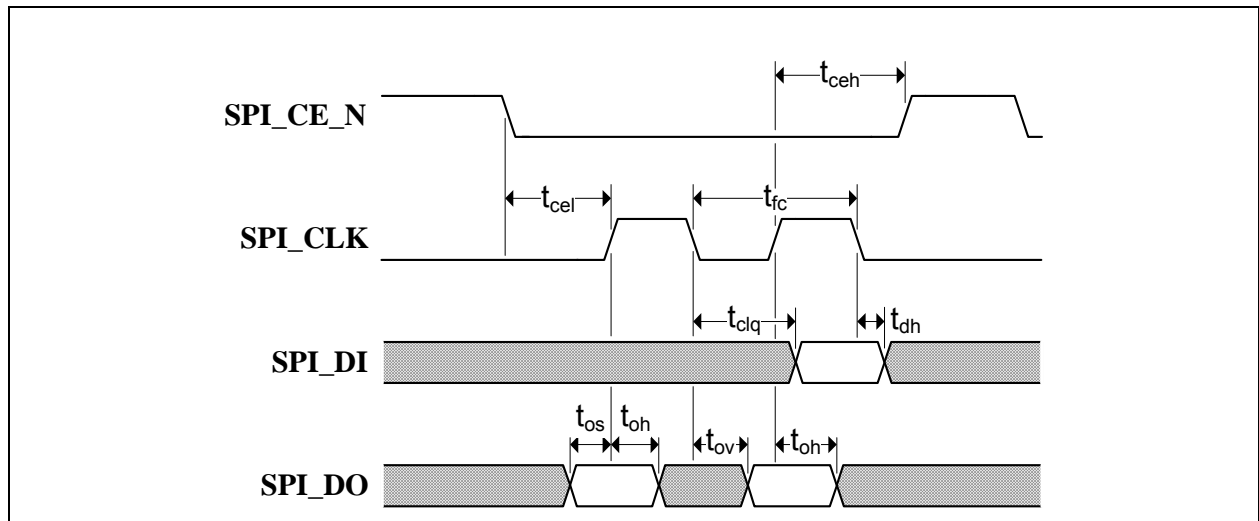 t_ceh
SPI_CE_N
t_cel
t_fc
SPI_CLK
t_clq
t_dh
SPI_DI
t_os t_oh t_ov t_oh
SPI_DO